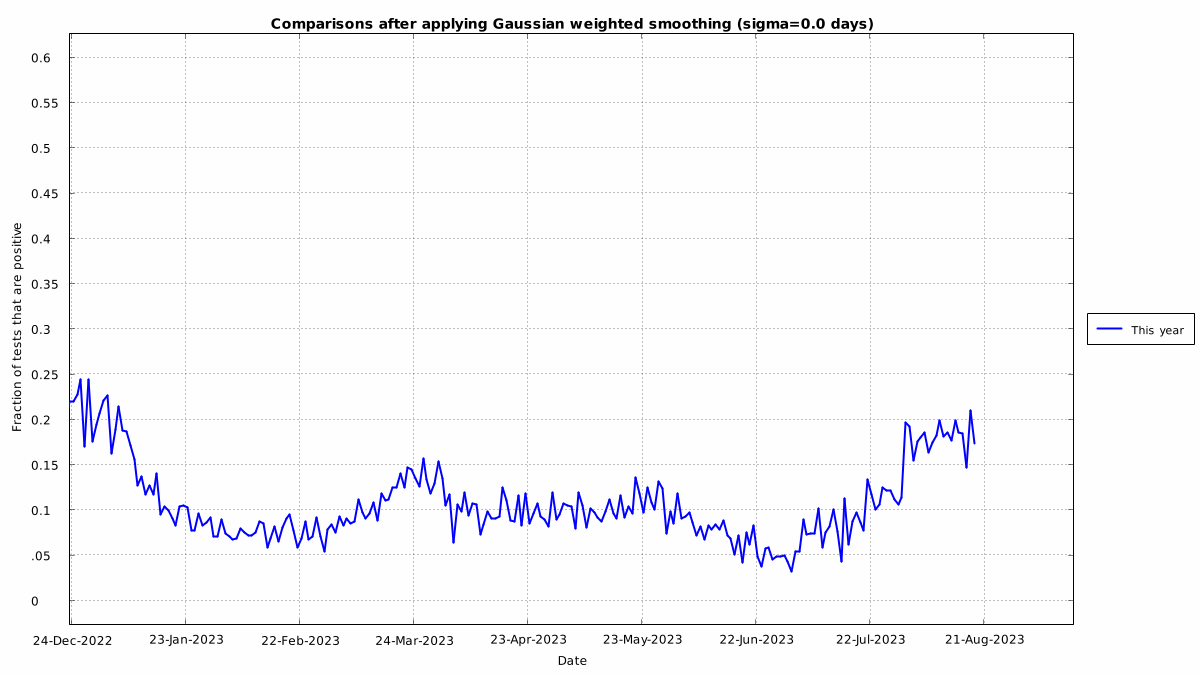 Comparisons after applying Gaussian weighted smoothing (sigma=0.0 days)
0.6
0.55
0.5
0.45
0.4
0.35
0.3
0.25
0.2
0.15
0.1
.05
0
Fraction of tests that are positive
24-Dec-2022 23-Jan-2023 22-Feb-2023 24-Mar-2023 23-Apr-2023 23-May-2023 22-Jun-2023 22-Jul-2023 21-Aug-2023
Date
This year